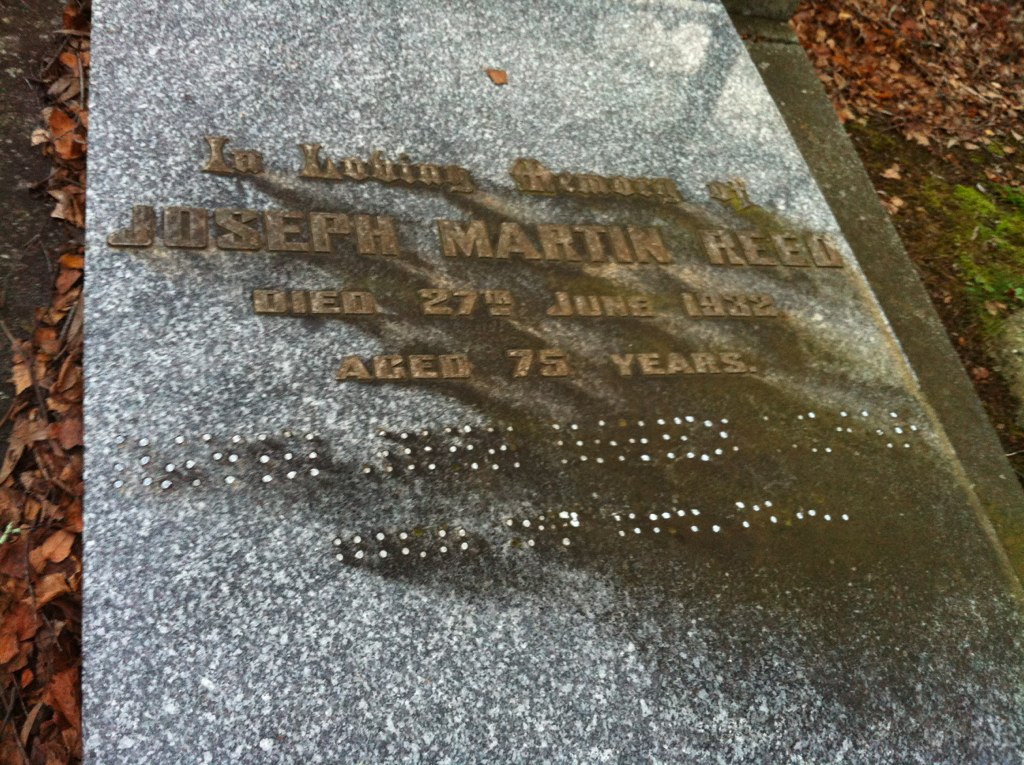 In Loving Memory of
JOSEPH MARTIN REED
DIED 27TH JUNE 1932.
AGED 75 YEARS.